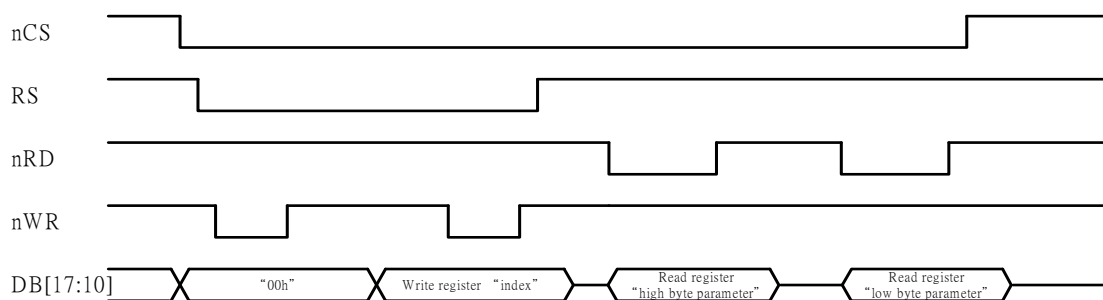 nCS
RS
nRD
nWR
DB[17:10]
“00h”
Write register “index”
Read register
“high byte parameter”
Read register
“low byte parameter”